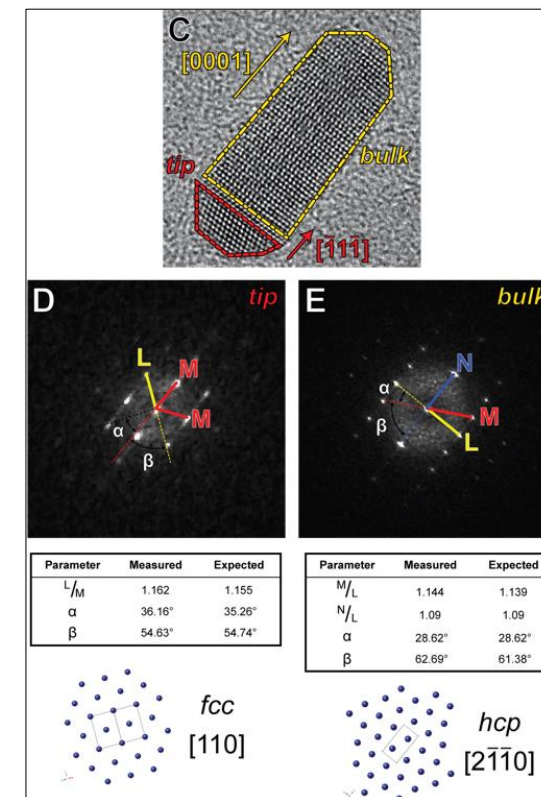 C
[0001]
tip
bulk
[1̄11̄]
D
tip
L
M
M
α
β
E
bulk
N
α
β
M
L
Parameter Measured Expected
L/M 1.162 1.155
α 36.16° 35.26°
β 54.63° 54.74°
Parameter Measured Expected
M/L 1.144 1.139
N/L 1.09 1.09
α 28.62° 28.62°
β 62.69° 61.38°
fcc
[110]
hcp
[21̄1̄0]